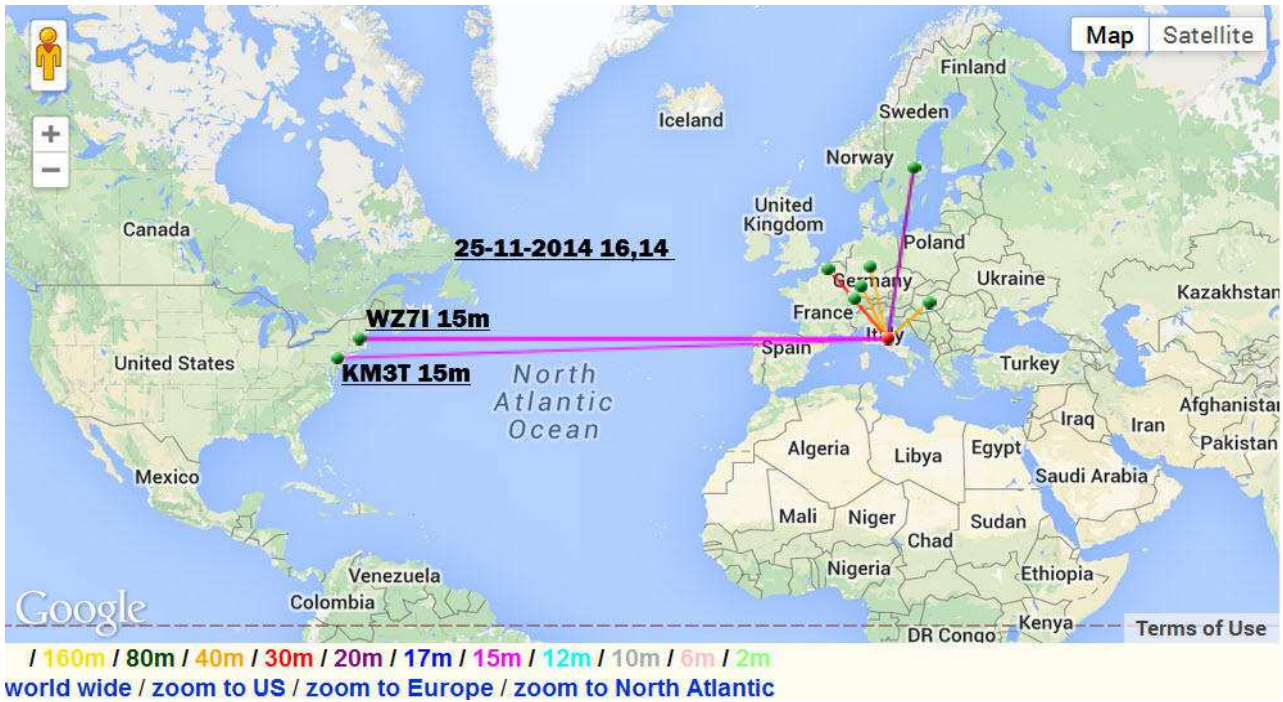 Map Satellite
Finland
Sweden
Iceland
Norway
United
Kingdom
Canada
Poland
25-11-2014 16,14
Germany
Ukraine
Kazakhstan
France
WZ7I 15m
Italy
Spain
United States
Turkey
KM3T 15m
North
Atlantic
Ocean
Afghanistan
Iraq
Iran
Pakistan
Algeria
Libya
Egypt
Mexico
Saudi Arabia
Mali
Niger
Sudan
Chad
Nigeria
Venezuela
Ethiopia
Colombia
Google
Kenya
DR Congo
Terms of Use
/ 160m / 80m / 40m / 30m / 20m / 17m / 15m / 12m / 10m / 6m / 2m
world wide / zoom to US / zoom to Europe / zoom to North Atlantic